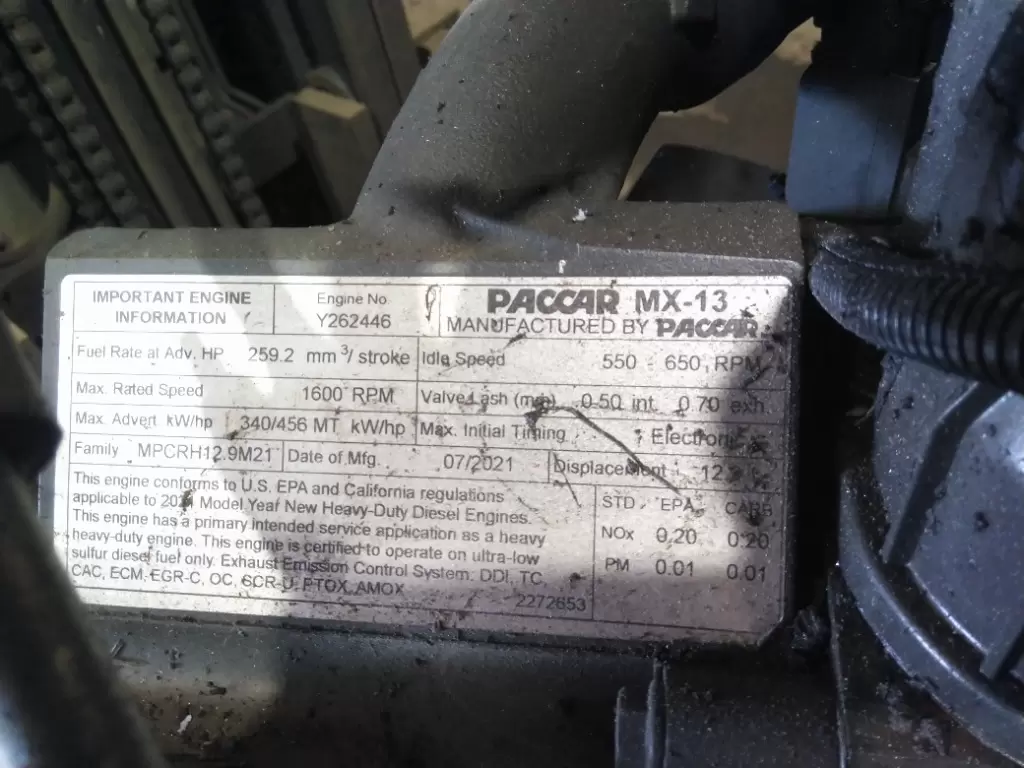 IMPORTANT ENGINE INFORMATION
Engine No.
Y262446
PACCAR MX-13
MANUFACTURED BY PACCAR
Fuel Rate at Adv. HP 259.2 mm³/ stroke
Idle Speed 550 - 650 RPM
Max. Rated Speed 1600 RPM
Valve Lash (mm) 0.50 int. 0.70 exh.
Max. Advert kW/hp 340/456 MT kW/hp
Max. Initial Timing Electronic
Family MPCRH12.9M21
Date of Mfg. 07/2021
Displacement
This engine conforms to U.S. EPA and California regulations
applicable to Model Year New Heavy-Duty Diesel Engines.
This engine has a primary intended service application as a heavy
heavy-duty engine. This engine is certified to operate on ultra-low
sulfur diesel fuel only. Exhaust Emission Control System: DDI, TC,
CAC, ECM, EGR-C, OC, SCR-U, PTOX, AMOX
2272653
STD. EPA CARB
NOx 0.20 0.20
PM 0.01 0.01